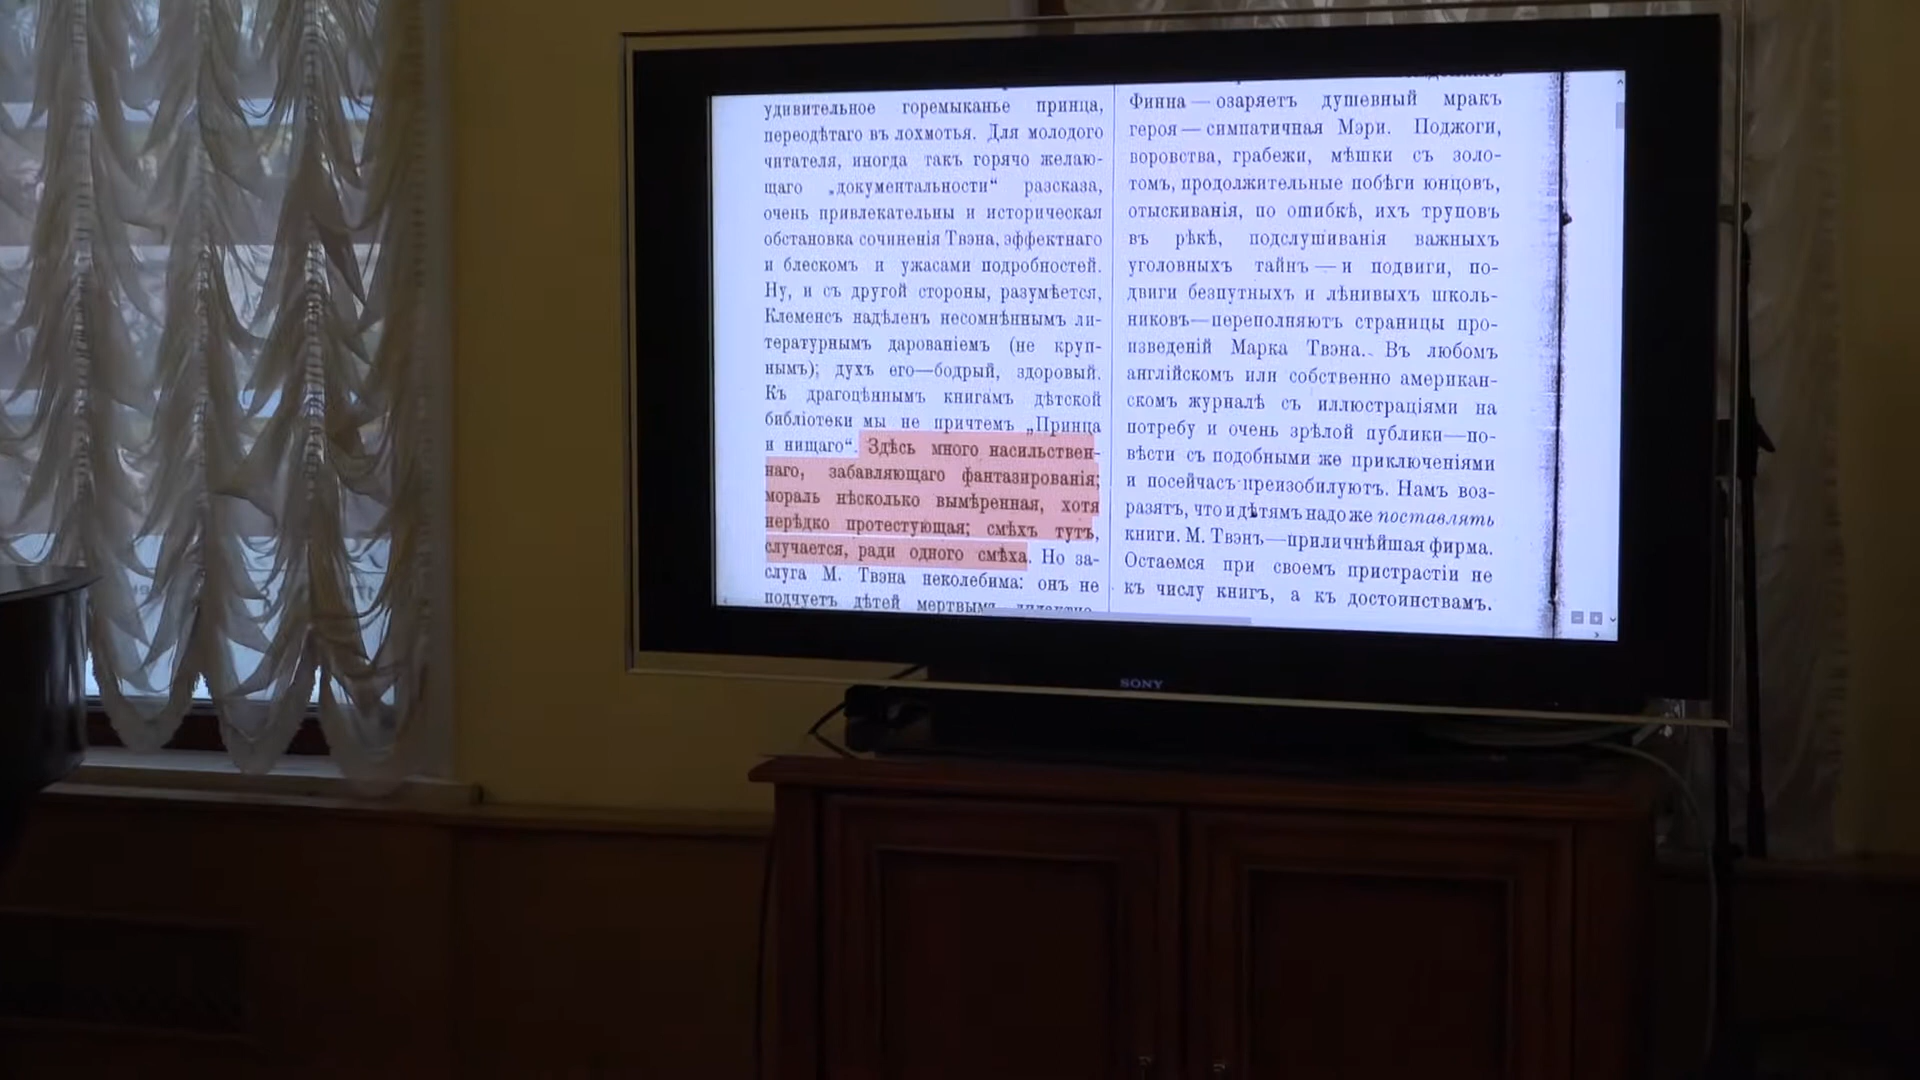 удивительное горемыканье принца,
переодѣтаго въ лохмотья. Для молодого
читателя, иногда такъ горячо желаю-
щаго „документальности“ разсказа,
очень привлекательны и историческая
обстановка сочиненія Твэна, эффектнаго
и блескомъ и ужасами подробностей.
Ну, и съ другой стороны, разумѣется,
Клеменсъ надѣленъ несомнѣннымъ ли-
тературнымъ дарованіемъ (не круп-
нымъ); духъ его—бодрый, здоровый.
Къ драгоцѣннымъ книгамъ дѣтской
библіотеки мы не причтемъ „Принца
и нищаго“. Здѣсь много насильствен-
наго, забавляющаго фантазированія;
мораль нѣсколько вымѣренная, хотя
нерѣдко протестующая; смѣхъ тутъ,
случается, ради одного смѣха. Но за-
слуга М. Твэна неколебима: онъ не
подчуетъ дѣтей мертвымъ
Финна — озаряетъ душевный мракъ
героя — симпатичная Мэри. Поджоги,
воровства, грабежи, мѣшки съ золо-
томъ, продолжительные побѣги юнцовъ,
отыскиванія, по ошибкѣ, ихъ труповъ
въ рѣкѣ, подслушиванія важныхъ
уголовныхъ тайнъ — и подвиги, по-
двиги безпутныхъ и лѣнивыхъ школь-
никовъ—переполняютъ страницы про-
изведеній Марка Твэна. Въ любомъ
англійскомъ или собственно американ-
скомъ журналѣ съ иллюстраціями на
потребу и очень зрѣлой публики—по-
вѣсти съ подобными же приключеніями
и посейчасъ преизобилуютъ. Намъ воз-
разятъ, что и дѣтямъ надо же поставлять
книги. М. Твэнъ—приличнѣйшая фирма.
Остаемся при своемъ пристрастіи не
къ числу книгъ, а къ достоинствамъ.
SONY